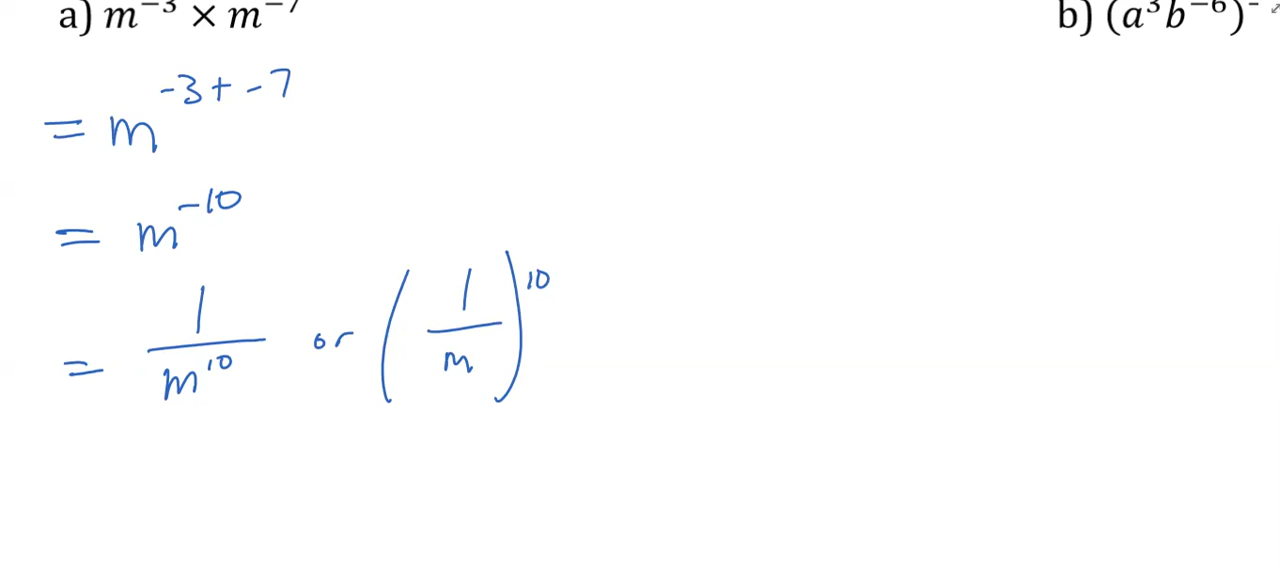 a) m⁻³ × m⁻⁷
b) (a³b⁻⁶)⁻
= m⁻³⁺⁻⁷
= m⁻¹⁰
= 1/m¹⁰ or (1/m)¹⁰